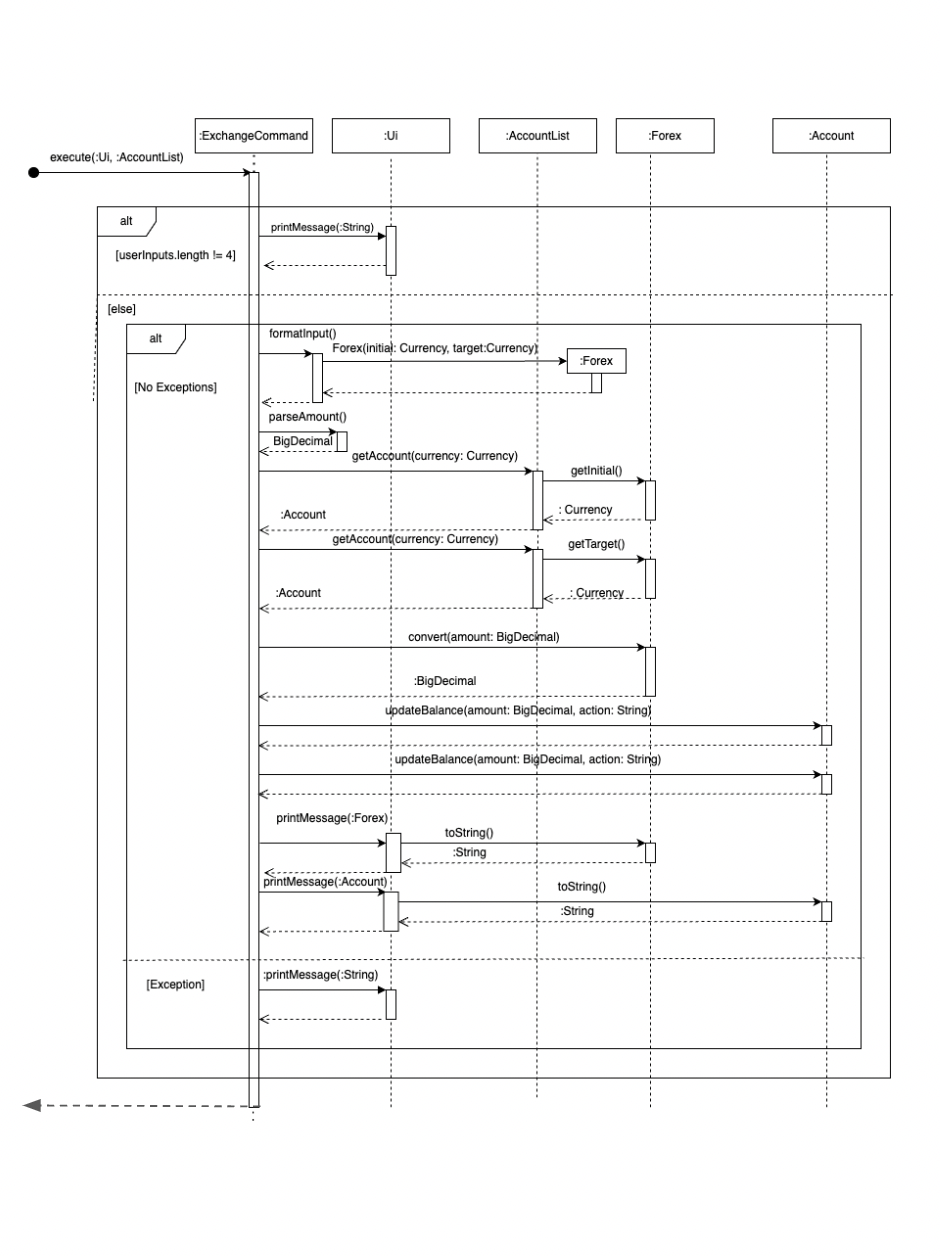 :ExchangeCommand
:Ui
:AccountList
:Forex
:Account
execute(:Ui, :AccountList)
alt
printMessage(:String)
[userInputs.length != 4]
[else]
alt
formatInput()
Forex(initial: Currency, target:Currency)
:Forex
[No Exceptions]
parseAmount()
BigDecimal
getAccount(currency: Currency)
getInitial()
:Account
: Currency
getAccount(currency: Currency)
getTarget()
:Account
: Currency
convert(amount: BigDecimal)
:BigDecimal
updateBalance(amount: BigDecimal, action: String)
updateBalance(amount: BigDecimal, action: String)
printMessage(:Forex)
toString()
:String
printMessage(:Account)
toString()
:String
:printMessage(:String)
[Exception]